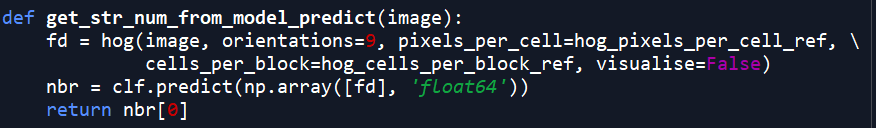 def get_str_num_from_model_predict(image):
    fd = hog(image, orientations=9, pixels_per_cell=hog_pixels_per_cell_ref, \
             cells_per_block=hog_cells_per_block_ref, visualise=False)
    nbr = clf.predict(np.array([fd], 'float64'))
    return nbr[0]